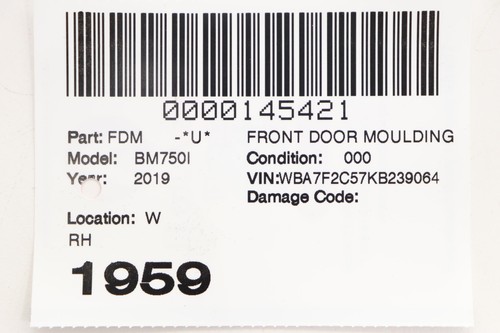 0000145421
Part: FDM -*U* FRONT DOOR MOULDING
Model: BM750I Condition: 000
Year: 2019 VIN:WBA7F2C57KB239064
Damage Code:
Location: W
RH
1959